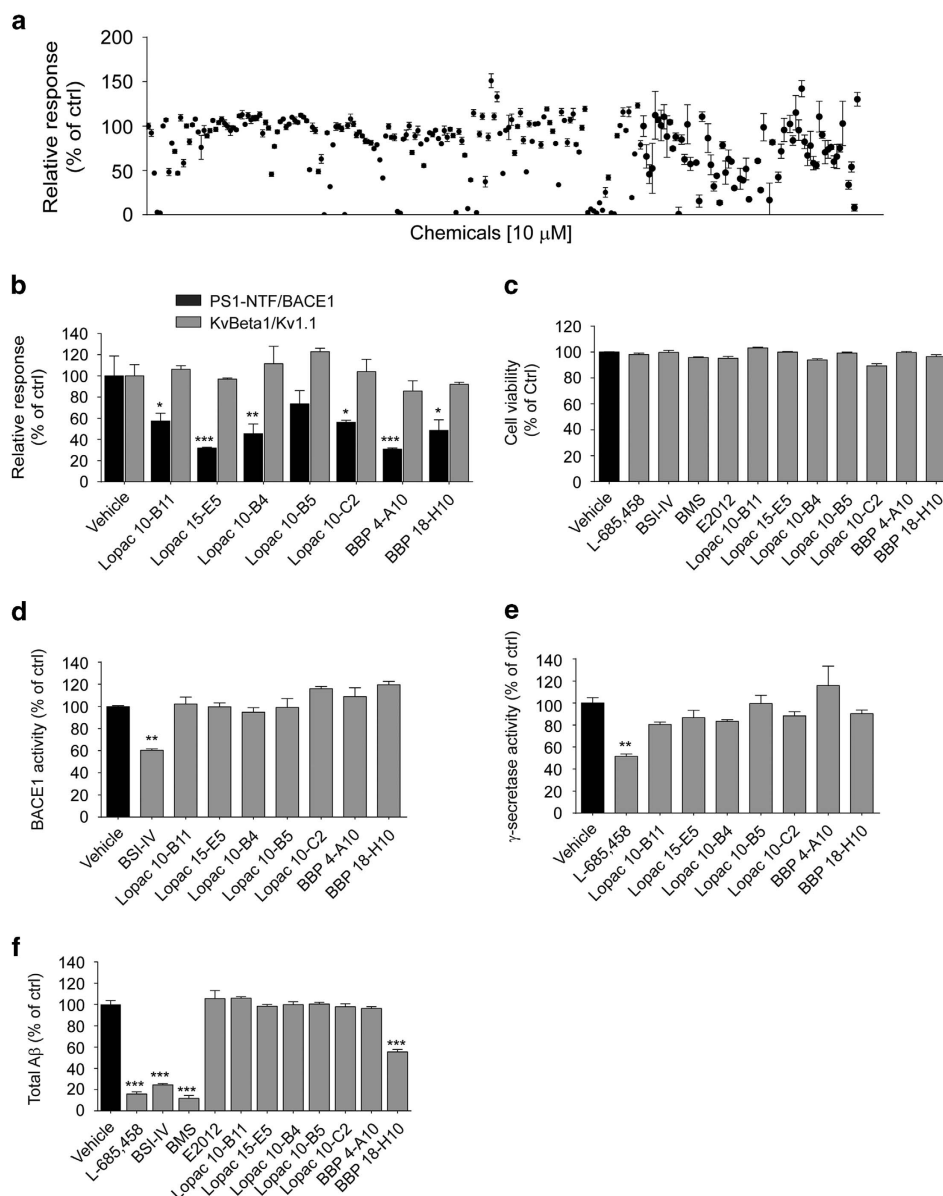 a
200
150
100
50
0
Relative response
(% of ctrl)
Chemicals [10 μM]
b
PS1-NTF/BACE1
KvBeta1/Kv1.1
140
120
100
80
60
40
20
0
Relative response
(% of ctrl)
*
***
**
*
***
*
Vehicle
Lopac 10-B11
Lopac 15-E5
Lopac 10-B4
Lopac 10-B5
Lopac 10-C2
BBP 4-A10
BBP 18-H10
c
120
100
80
60
40
20
0
Cell viability
(% of Ctrl)
Vehicle
L-685,458
BSI-IV
BMS
E2012
Lopac 10-B11
Lopac 15-E5
Lopac 10-B4
Lopac 10-B5
Lopac 10-C2
BBP 4-A10
BBP 18-H10
d
140
120
100
80
60
40
20
0
BACE1 activity (% of ctrl)
**
Vehicle
BSI-IV
Lopac 10-B11
Lopac 15-E5
Lopac 10-B4
Lopac 10-B5
Lopac 10-C2
BBP 4-A10
BBP 18-H10
e
140
120
100
80
60
40
20
0
γ-secretase activity (% of ctrl)
**
Vehicle
L-685,458
Lopac 10-B11
Lopac 15-E5
Lopac 10-B4
Lopac 10-B5
Lopac 10-C2
BBP 4-A10
BBP 18-H10
f
140
120
100
80
60
40
20
0
Total Aβ (% of ctrl)
***
***
***
***
Vehicle
L-685,458
BSI-IV
BMS
E2012
Lopac 10-B11
Lopac 15-E5
Lopac 10-B4
Lopac 10-B5
Lopac 10-C2
BBP 4-A10
BBP 18-H10